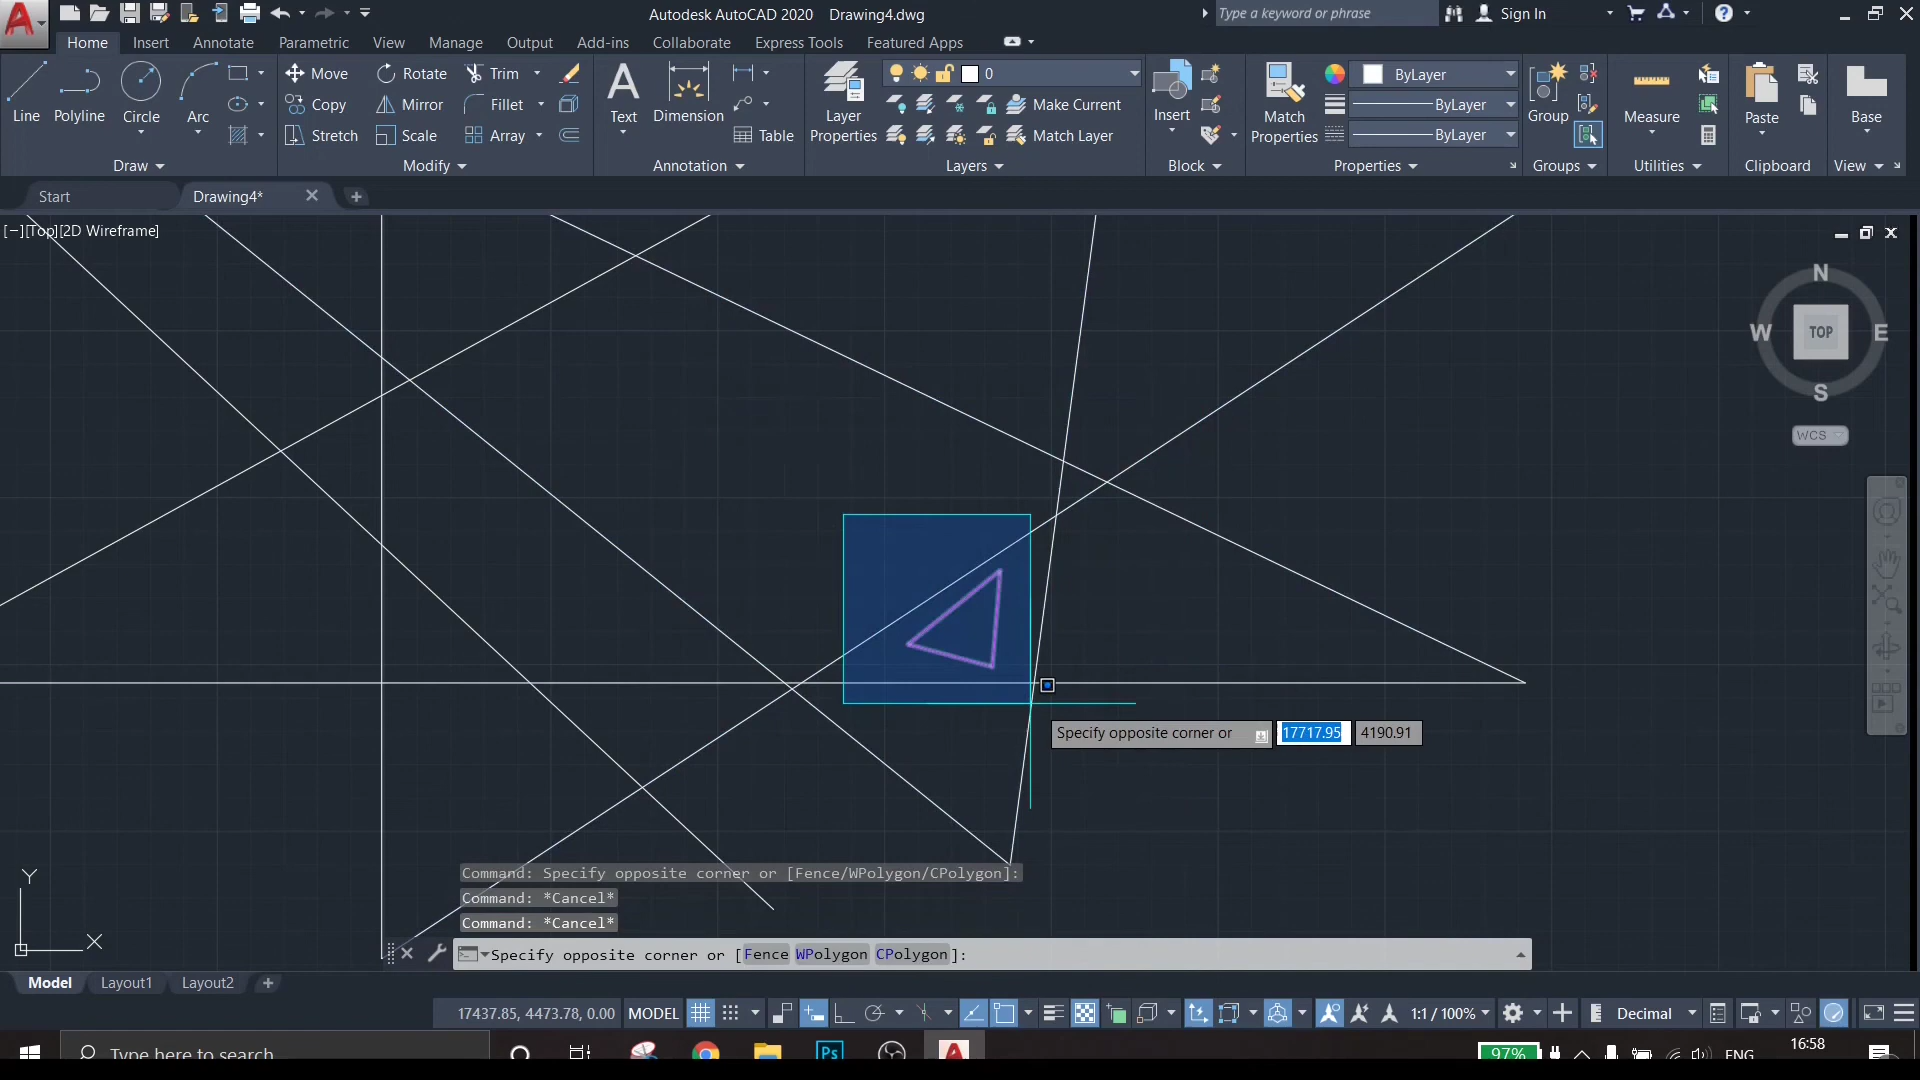 Autodesk AutoCAD 2020 Drawing4.dwg
Type a keyword or phrase
Sign In
Home Insert Annotate Parametric View Manage Output Add-ins Collaborate Express Tools Featured Apps
Line Polyline Circle Arc
Move Rotate Trim
Copy Mirror Fillet
Stretch Scale Array
Text Dimension Table
Layer Properties
0
Make Current
Match Layer
Insert
Match Properties
ByLayer
ByLayer
ByLayer
Group Measure Paste Base
Draw Modify Annotation Layers Block Properties Groups Utilities Clipboard View
Start Drawing4*
[−][Top][2D Wireframe]
N
W TOP E
S
WCS
Specify opposite corner or 17717.95 4190.91
Command: Specify opposite corner or [Fence/WPolygon/CPolygon]:
Command: *Cancel*
Command: *Cancel*
Specify opposite corner or [Fence WPolygon CPolygon]:
Y
X
Model Layout1 Layout2
17437.85, 4473.78, 0.00 MODEL 1:1 / 100% Decimal
Type here to search
Ps
97%
ENG
16:58